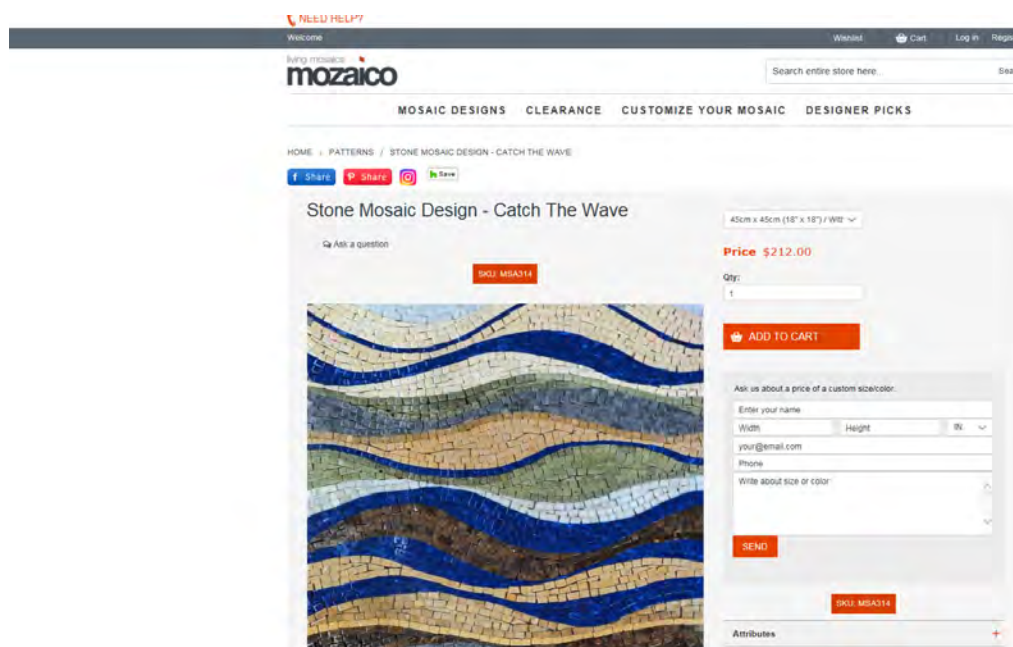 NEED HELP?
Welcome
Wishlist Cart Log in
living mosaics
mozaico
Search entire store here...
MOSAIC DESIGNS CLEARANCE CUSTOMIZE YOUR MOSAIC DESIGNER PICKS
HOME / PATTERNS / STONE MOSAIC DESIGN - CATCH THE WAVE
f Share Share Save
Stone Mosaic Design - Catch The Wave
45cm x 45cm (18" x 18") / Wit
Ask a question
Price $212.00
SKU: MSA314
Qty:
1
ADD TO CART
Ask us about a price of a custom size/color.
Enter your name
Width Height IN
your@email.com
Phone
Write about size or color
SEND
SKU: MSA314
Attributes +